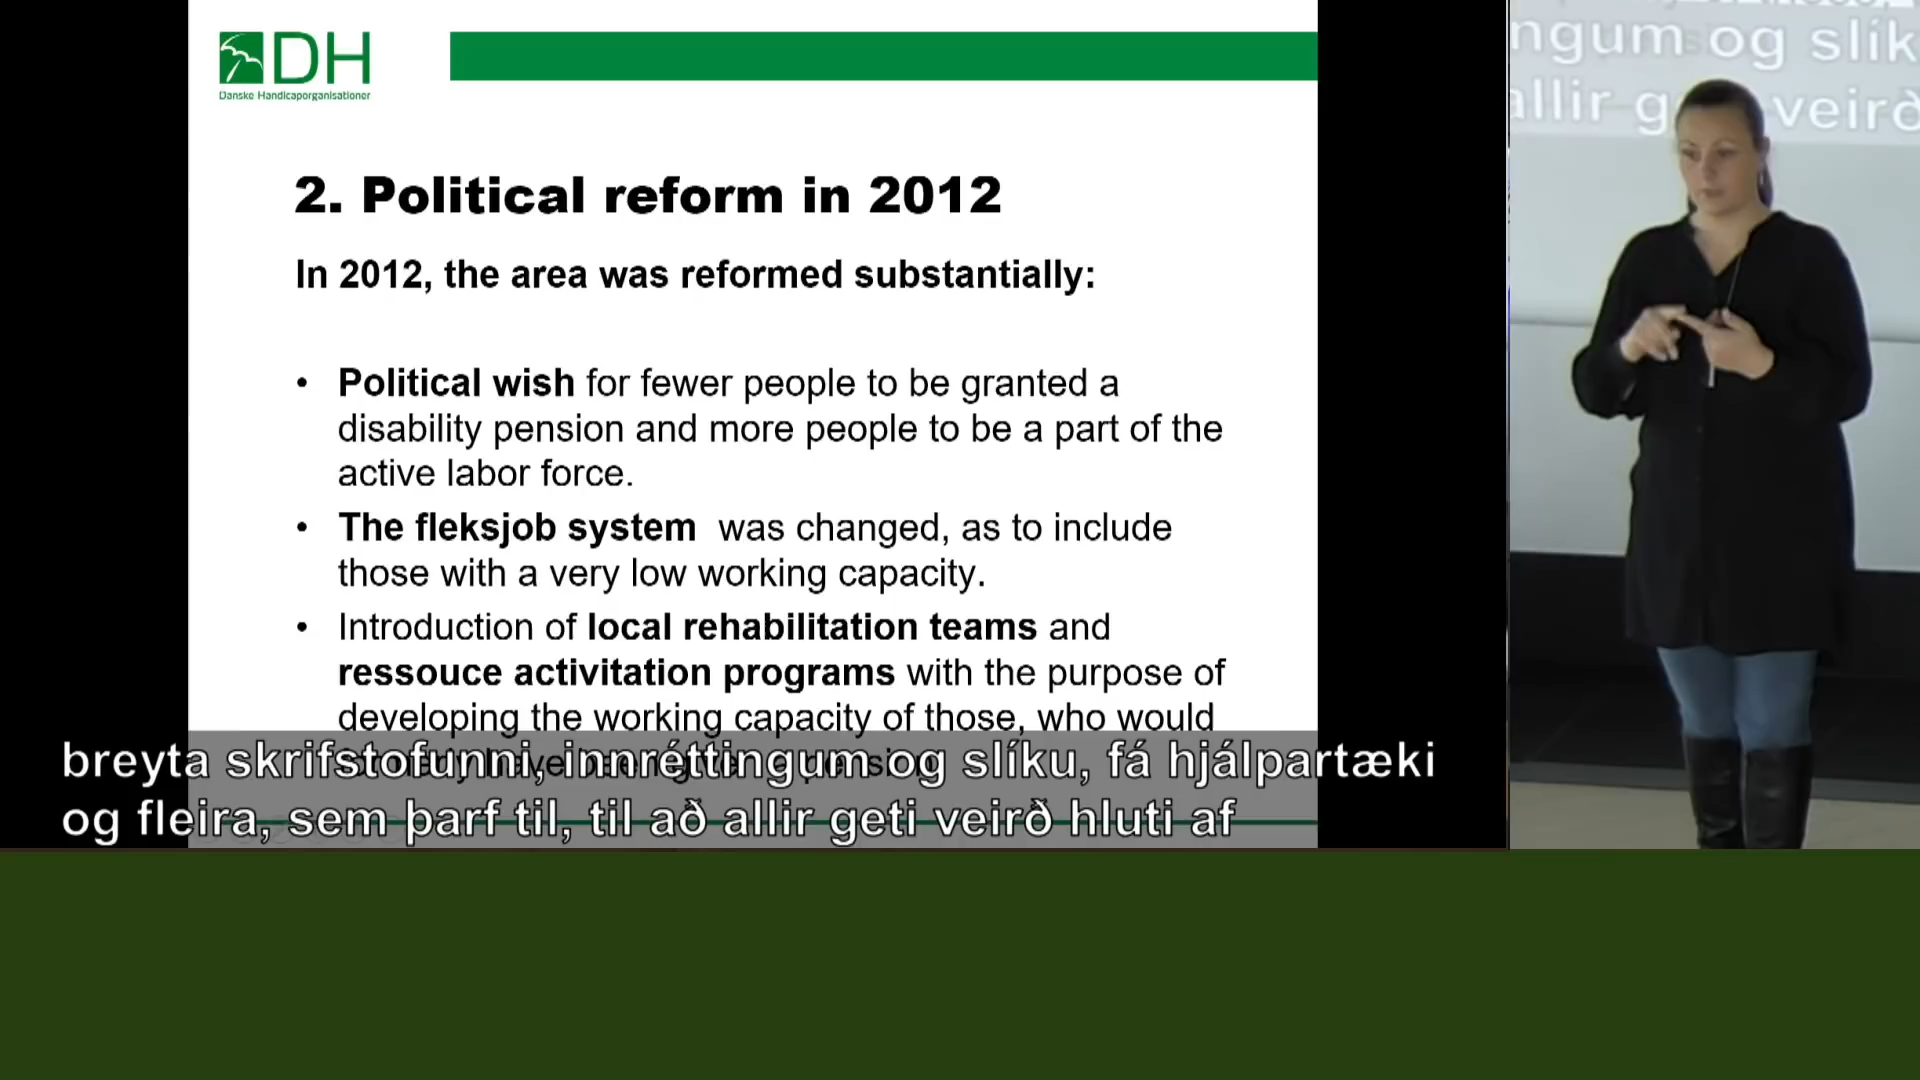 DH
Danske Handicaporganisationer
2. Political reform in 2012
In 2012, the area was reformed substantially:
• Political wish for fewer people to be granted a
disability pension and more people to be a part of the
active labor force.
• The fleksjob system was changed, as to include
those with a very low working capacity.
• Introduction of local rehabilitation teams and
ressouce activitation programs with the purpose of
developing the working capacity of those, who would
breyta skrifstofunni, innréttingum og slíku, fá hjálpartæki
og fleira, sem þarf til, til að allir geti veirð hluti af
ngum og slík
allir veirð